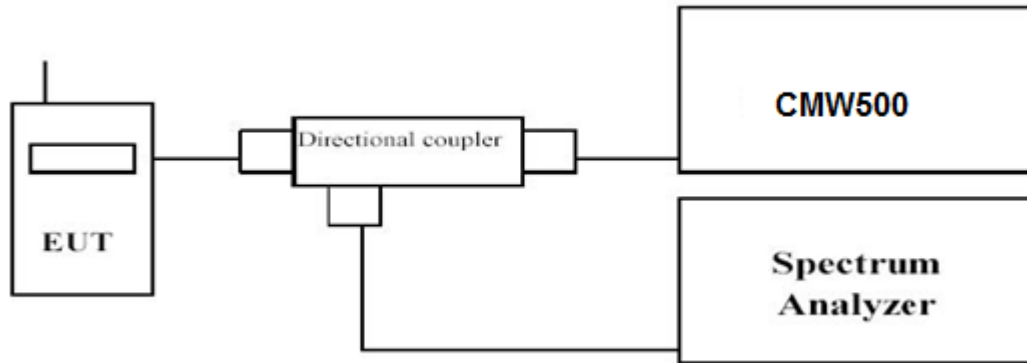 CMW500
Directional coupler
EUT
Spectrum
Analyzer